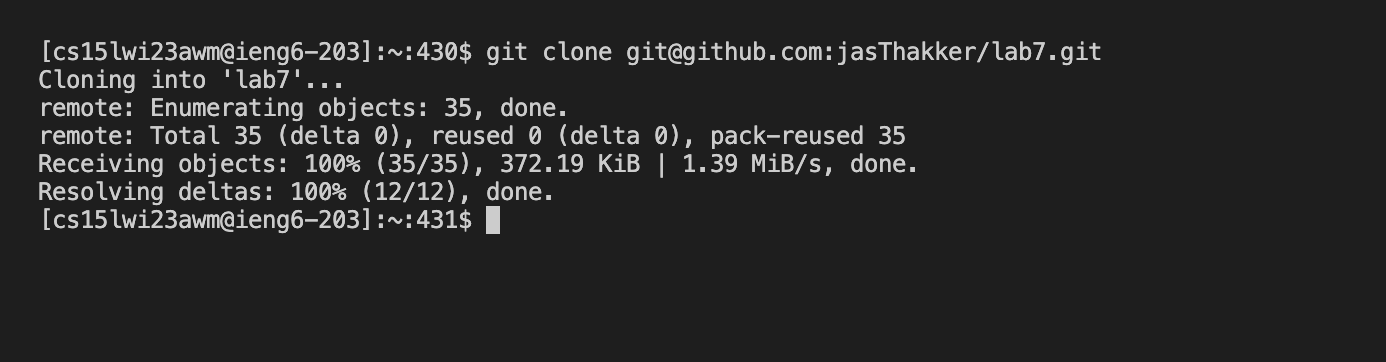 [cs15lwi23awm@ieng6-203]:~:430$ git clone git@github.com:jasThakker/lab7.git
Cloning into 'lab7'...
remote: Enumerating objects: 35, done.
remote: Total 35 (delta 0), reused 0 (delta 0), pack-reused 35
Receiving objects: 100% (35/35), 372.19 KiB | 1.39 MiB/s, done.
Resolving deltas: 100% (12/12), done.
[cs15lwi23awm@ieng6-203]:~:431$